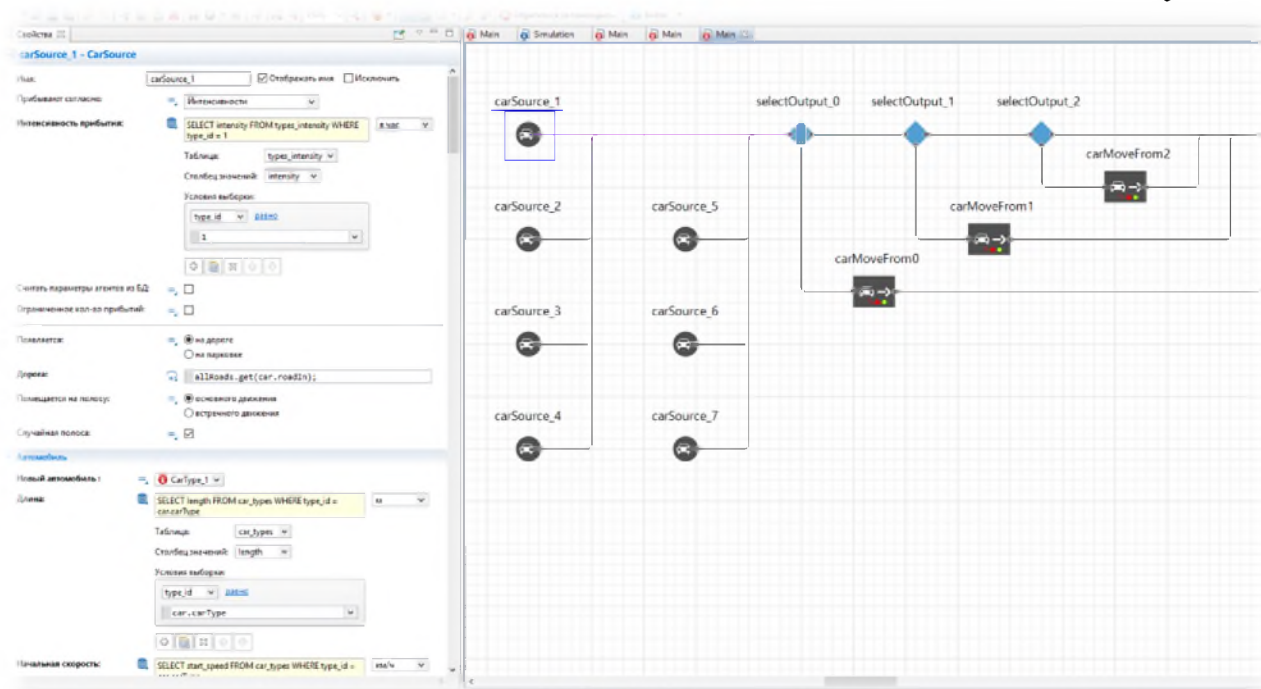 Свойства
Main Simulation Main Main Main
carSource_1 - CarSource
Имя: carSource_1 Отображать имя Исключить
Прибывают согласно: Интенсивности
Интенсивность прибытия: SELECT intensity FROM types_intensity WHERE type_id = 1 в час
Таблица: types_intensity
Столбец значений: intensity
Условия выборки:
type_id равно
1
Считать параметры агентов из БД:
Ограниченное кол-во прибытий:
Появляется: на дороге
на парковке
Дорога: allRoads.get(car.roadIn);
Помещается на полосу: основного движения
встречного движения
Случайная полоса:
Автомобиль
Новый автомобиль : CarType_1
Длина: SELECT length FROM car_types WHERE type_id = car.carType м
Таблица: car_types
Столбец значений: length
Условия выборки:
type_id равно
car.carType
Начальная скорость: SELECT start_speed FROM car_types WHERE type_id = км/ч
carSource_1
selectOutput_0
selectOutput_1
selectOutput_2
carMoveFrom2
carSource_2
carSource_5
carMoveFrom1
carMoveFrom0
carSource_3
carSource_6
carSource_4
carSource_7